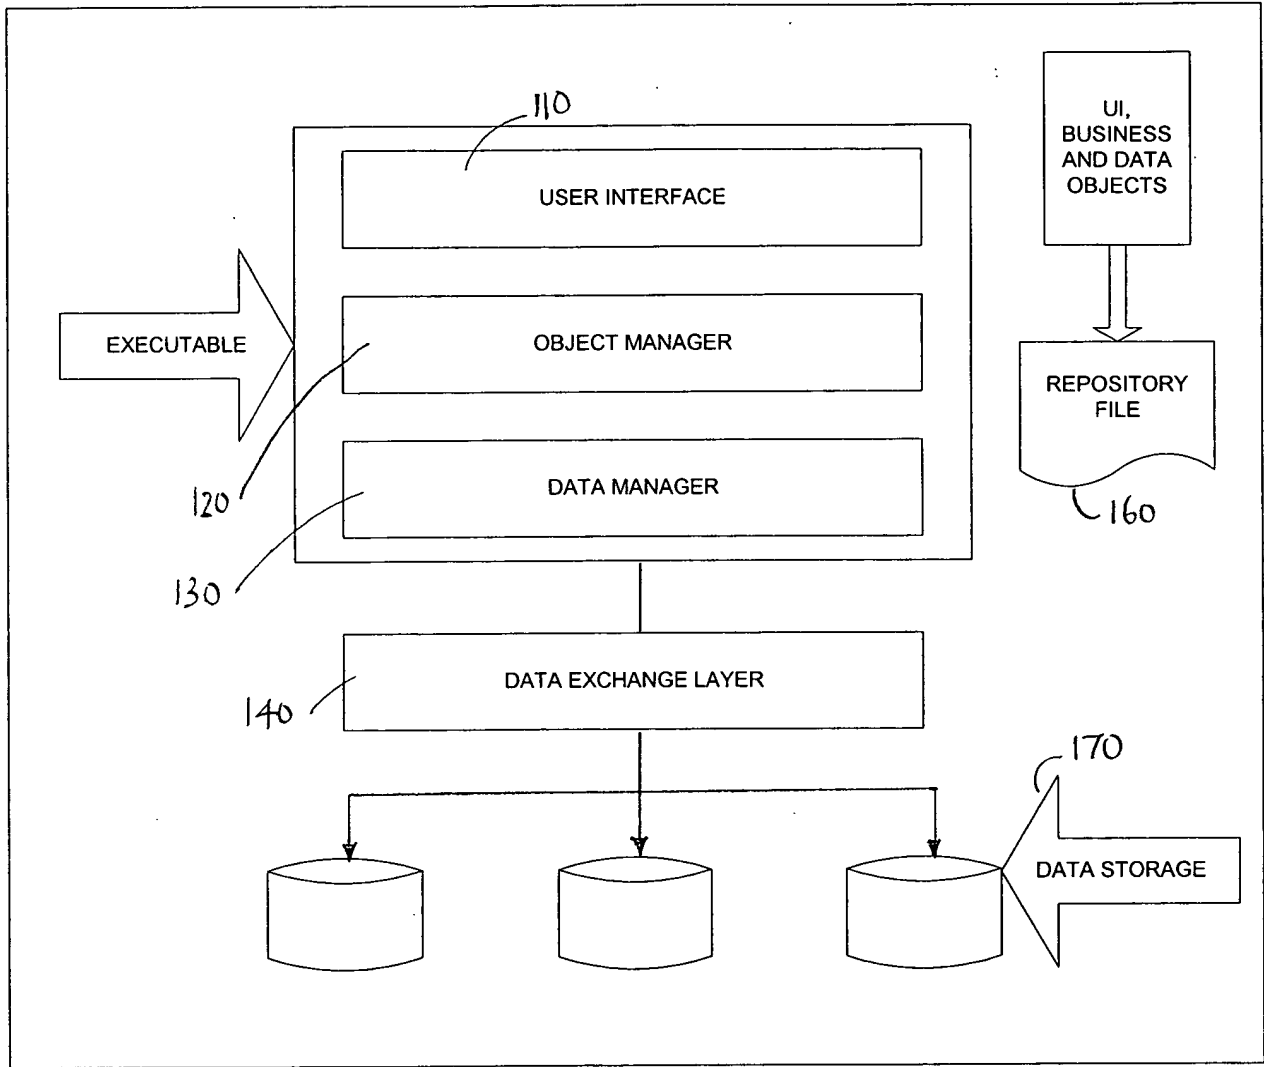 110
UI,
BUSINESS
AND DATA
OBJECTS
USER INTERFACE
EXECUTABLE
OBJECT MANAGER
REPOSITORY
FILE
120
DATA MANAGER
160
130
DATA EXCHANGE LAYER
140
170
DATA STORAGE